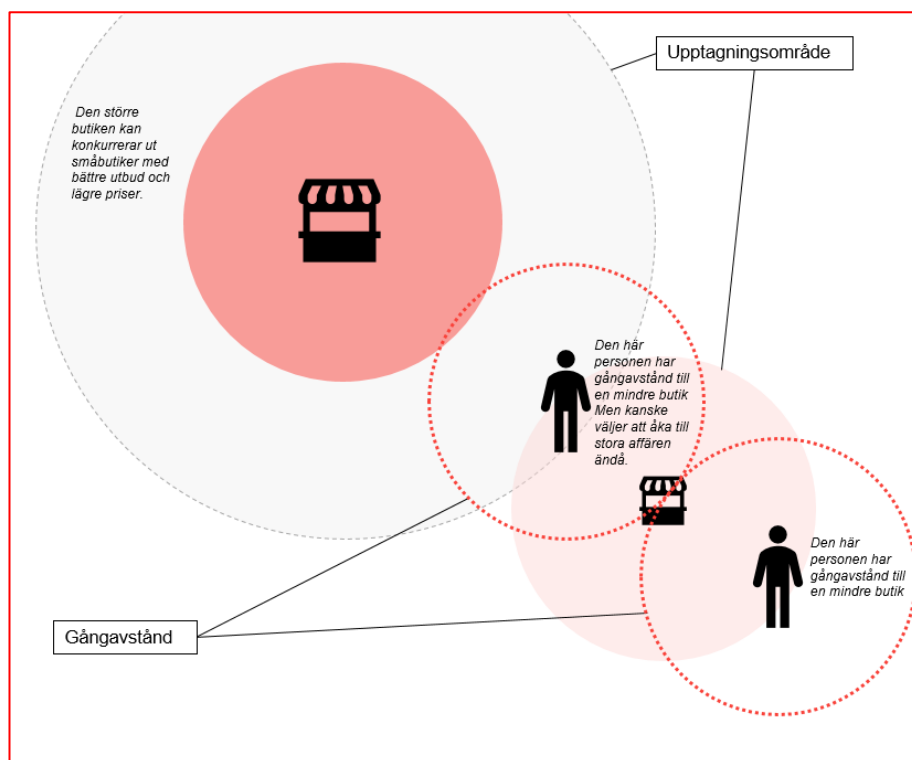 Upptagningsområde
Den större
butiken kan
konkurrerar ut
småbutiker med
bättre utbud och
lägre priser.
Den här
personen har
gångavstånd till
en mindre butik
Men kanske
väljer att åka till
stora affären
ändå.
Den här
personen har
gångavstånd till
en mindre butik
Gångavstånd